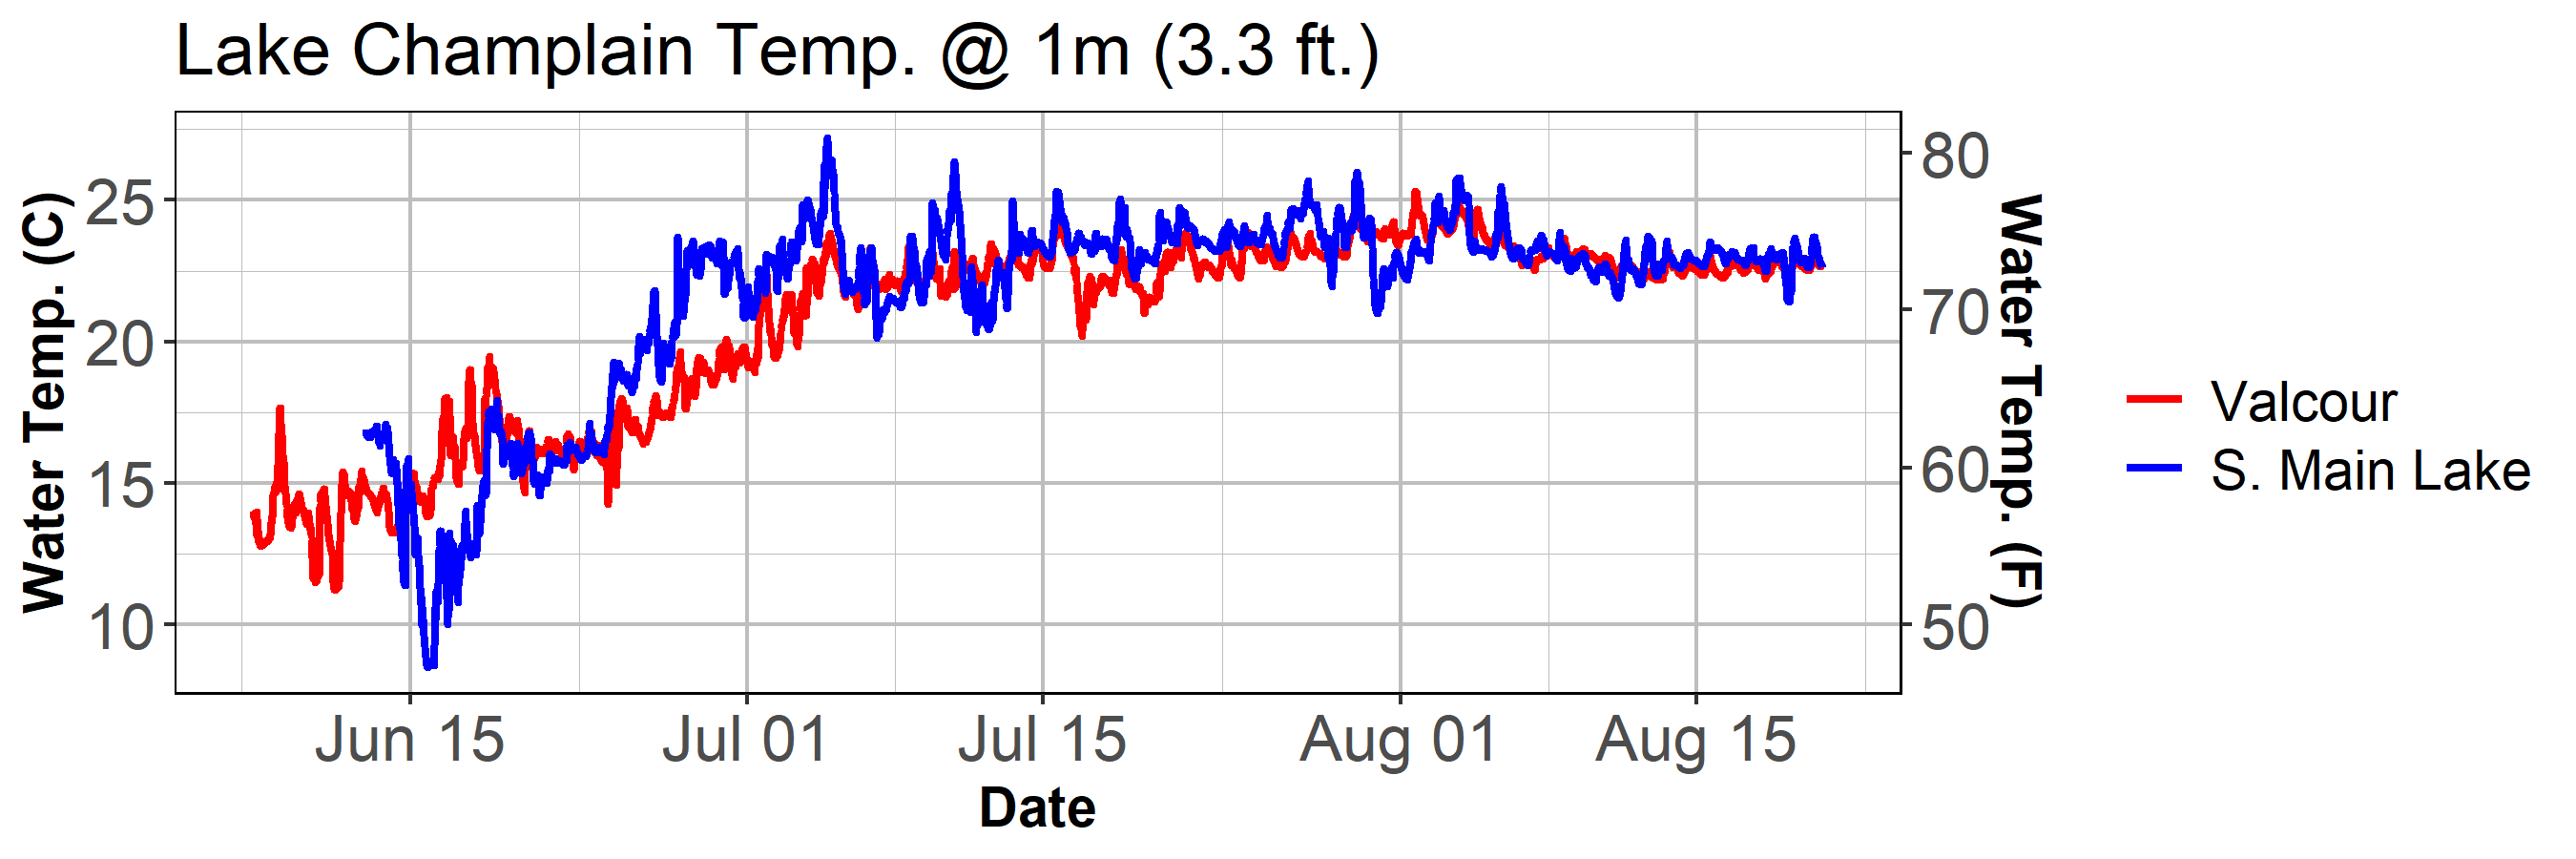 Lake Champlain Temp. @ 1m (3.3 ft.)
Water Temp. (C)
25
20
15
10
80
70
60
50
Water Temp. (F)
Jun 15
Jul 01
Jul 15
Aug 01
Aug 15
Date
Valcour
S. Main Lake